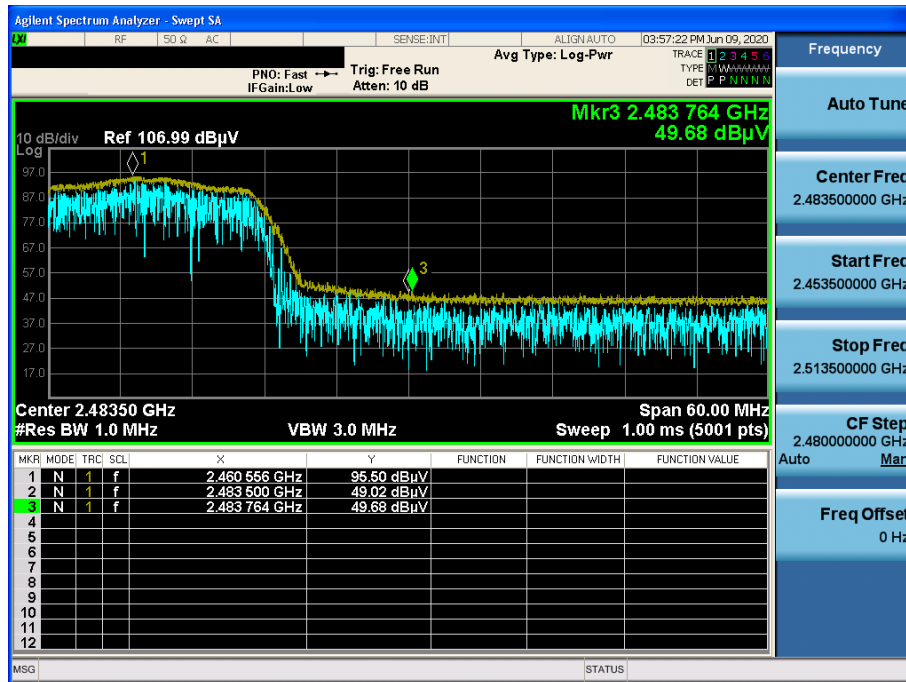 Agilent Spectrum Analyzer - Swept SA
LXI RF 50 Ω AC SENSE:INT ALIGN AUTO 03:57:22 PM Jun 09, 2020
Frequency
Avg Type: Log-Pwr
TRACE 1 2 3 4 5 6
PNO: Fast Trig: Free Run
TYPE M WWWWW
IFGain:Low Atten: 10 dB
DET P P N N N N
Auto Tune
Mkr3 2.483 764 GHz
49.68 dBµV
10 dB/div Ref 106.99 dBµV
Log
97.0
87.0
77.0
67.0
57.0
47.0
37.0
27.0
17.0
1
3
Center Freq
2.483500000 GHz
Start Freq
2.453500000 GHz
Stop Freq
2.513500000 GHz
Center 2.48350 GHz Span 60.00 MHz
#Res BW 1.0 MHz VBW 3.0 MHz Sweep 1.00 ms (5001 pts)
CF Step
2.480000000 GHz
Auto Man
MKR MODE TRC SCL X Y FUNCTION FUNCTION WIDTH FUNCTION VALUE
1 N 1 f 2.460 556 GHz 95.50 dBµV
2 N 1 f 2.483 500 GHz 49.02 dBµV
3 N 1 f 2.483 764 GHz 49.68 dBµV
4
5
6
7
8
9
10
11
12
Freq Offset
0 Hz
MSG STATUS